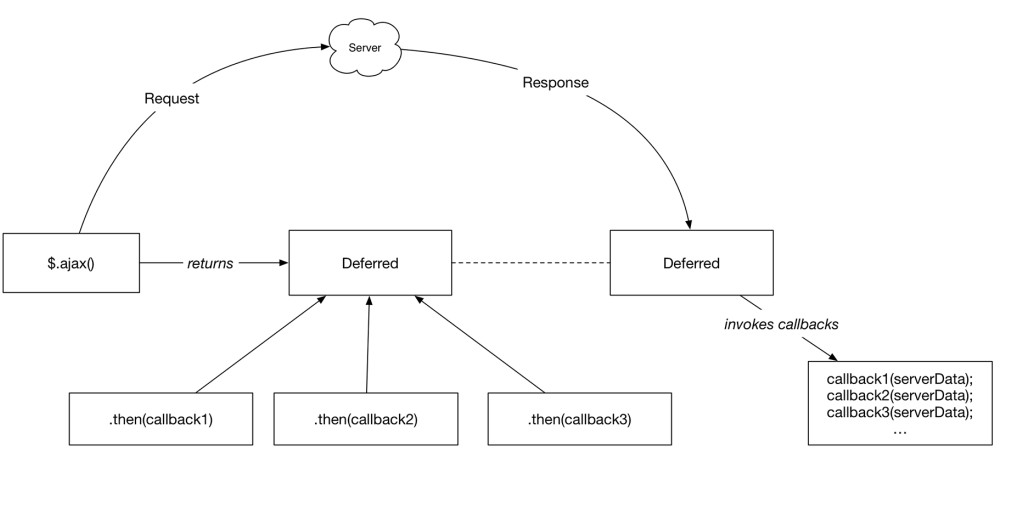 Server
Request
Response
$.ajax()
returns
Deferred
Deferred
invokes callbacks
.then(callback1)
.then(callback2)
.then(callback3)
callback1(serverData);
callback2(serverData);
callback3(serverData);
...